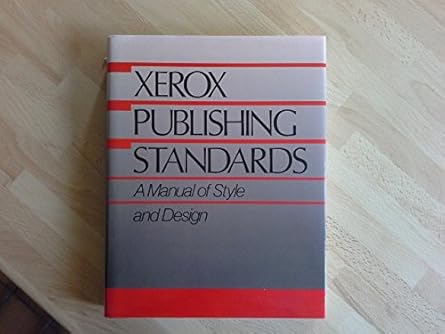 XEROX
PUBLISHING
STANDARDS
A Manual of Style
and Design